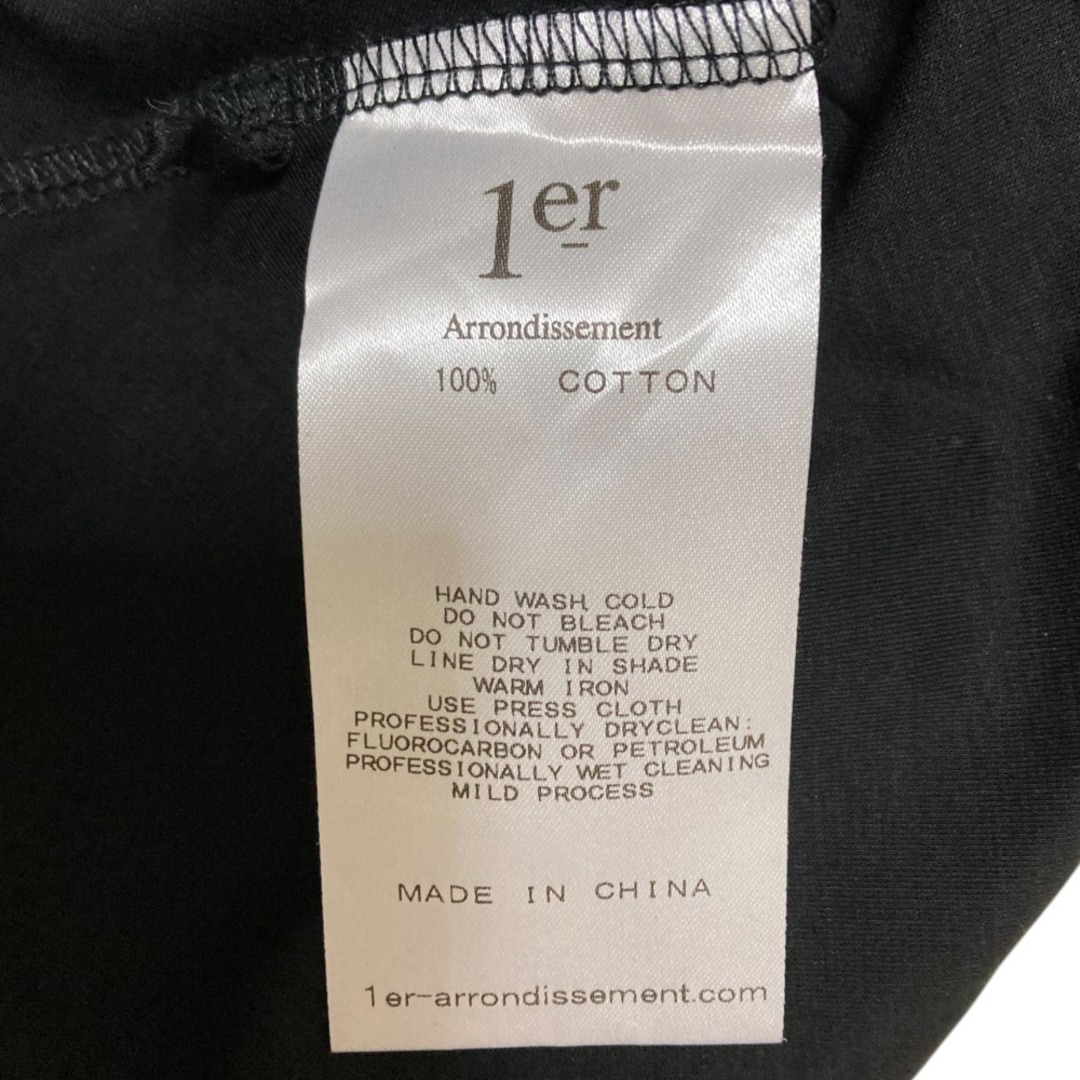 1er
Arrondissement
100% COTTON
HAND WASH COLD
DO NOT BLEACH
DO NOT TUMBLE DRY
LINE DRY IN SHADE
WARM IRON
USE PRESS CLOTH
PROFESSIONALLY DRYCLEAN:
FLUOROCARBON OR PETROLEUM
PROFESSIONALLY WET CLEANING
MILD PROCESS
MADE IN CHINA
1er-arrondissement.com